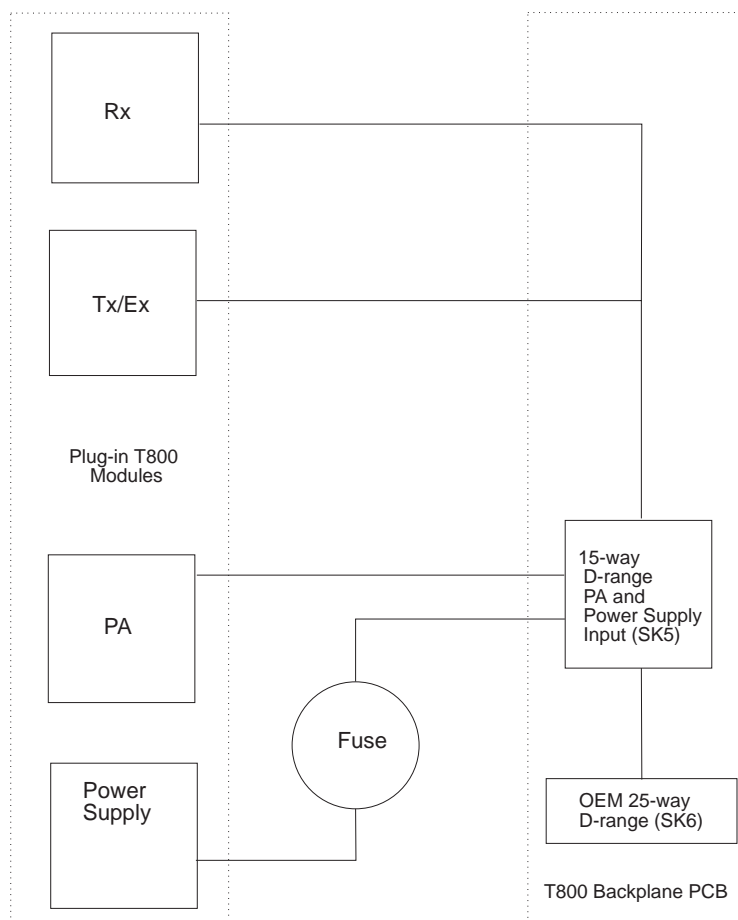 Rx
Tx/Ex
Plug-in T800
Modules
PA
15-way
D-range
PA and
Power Supply
Input (SK5)
Fuse
Power
Supply
OEM 25-way
D-range (SK6)
T800 Backplane PCB